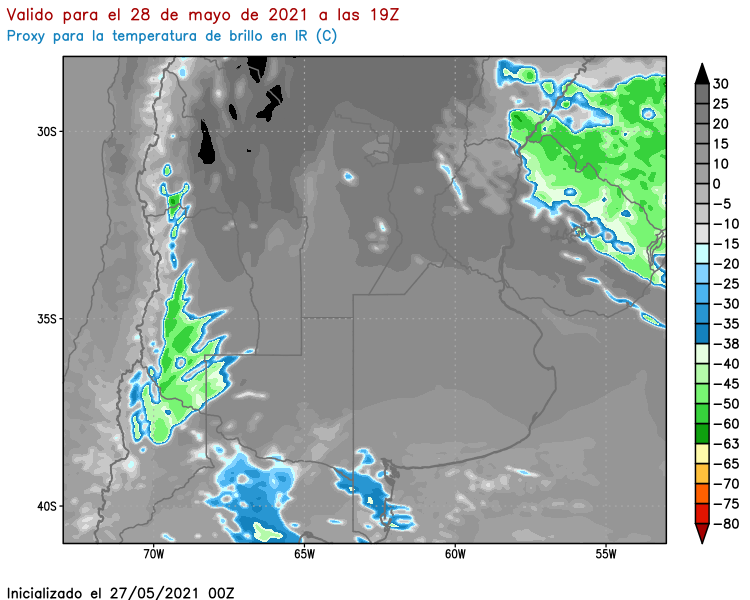 Valido para el 28 de mayo de 2021 a las 19Z
Proxy para la temperatura de brillo en IR (C)
30S
35S
40S
70W
65W
60W
55W
30
25
20
15
10
0
−5
−10
−15
−20
−25
−30
−35
−38
−40
−45
−50
−60
−63
−65
−70
−75
−80
Inicializado el 27/05/2021 00Z